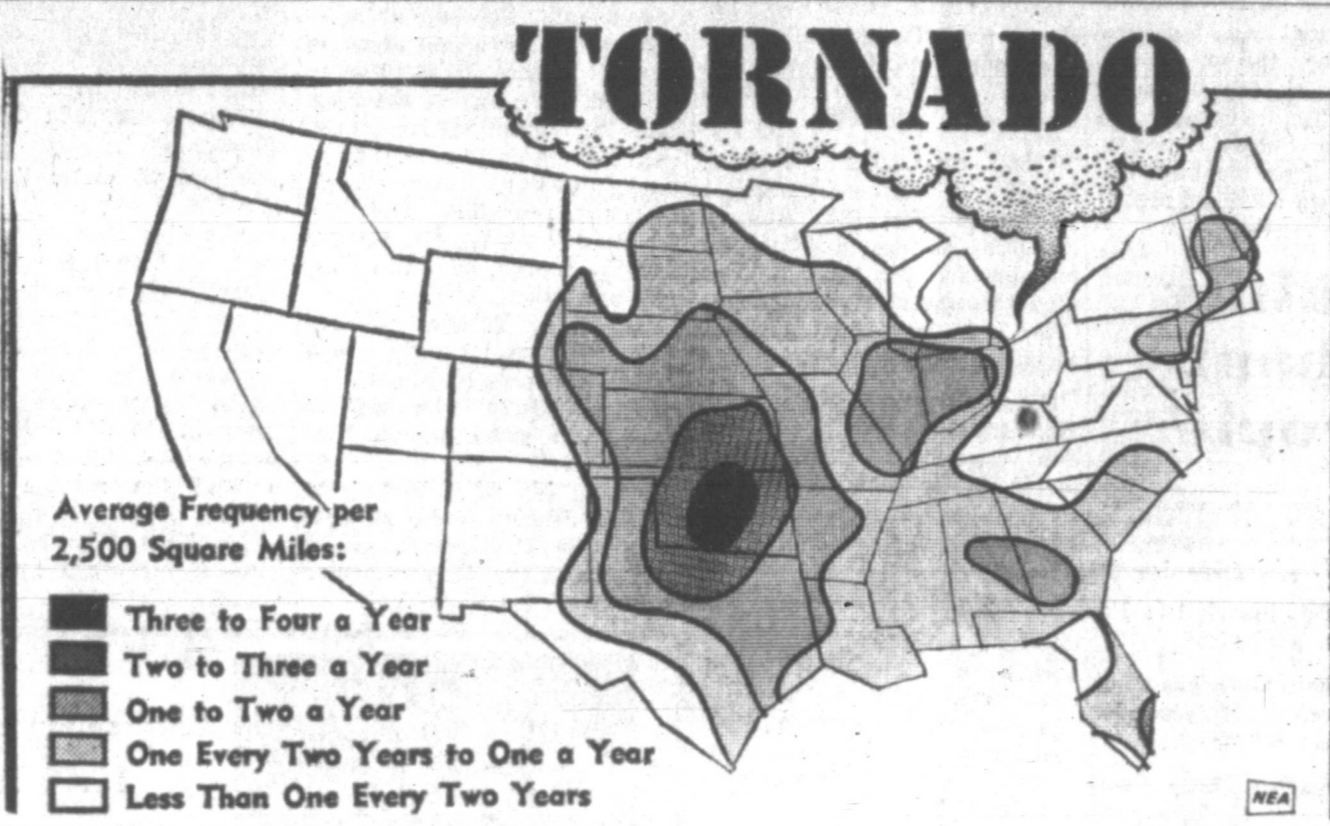 TORNADO
Average Frequency per
2,500 Square Miles:
Three to Four a Year
Two to Three a Year
One to Two a Year
One Every Two Years to One a Year
Less Than One Every Two Years
NEA